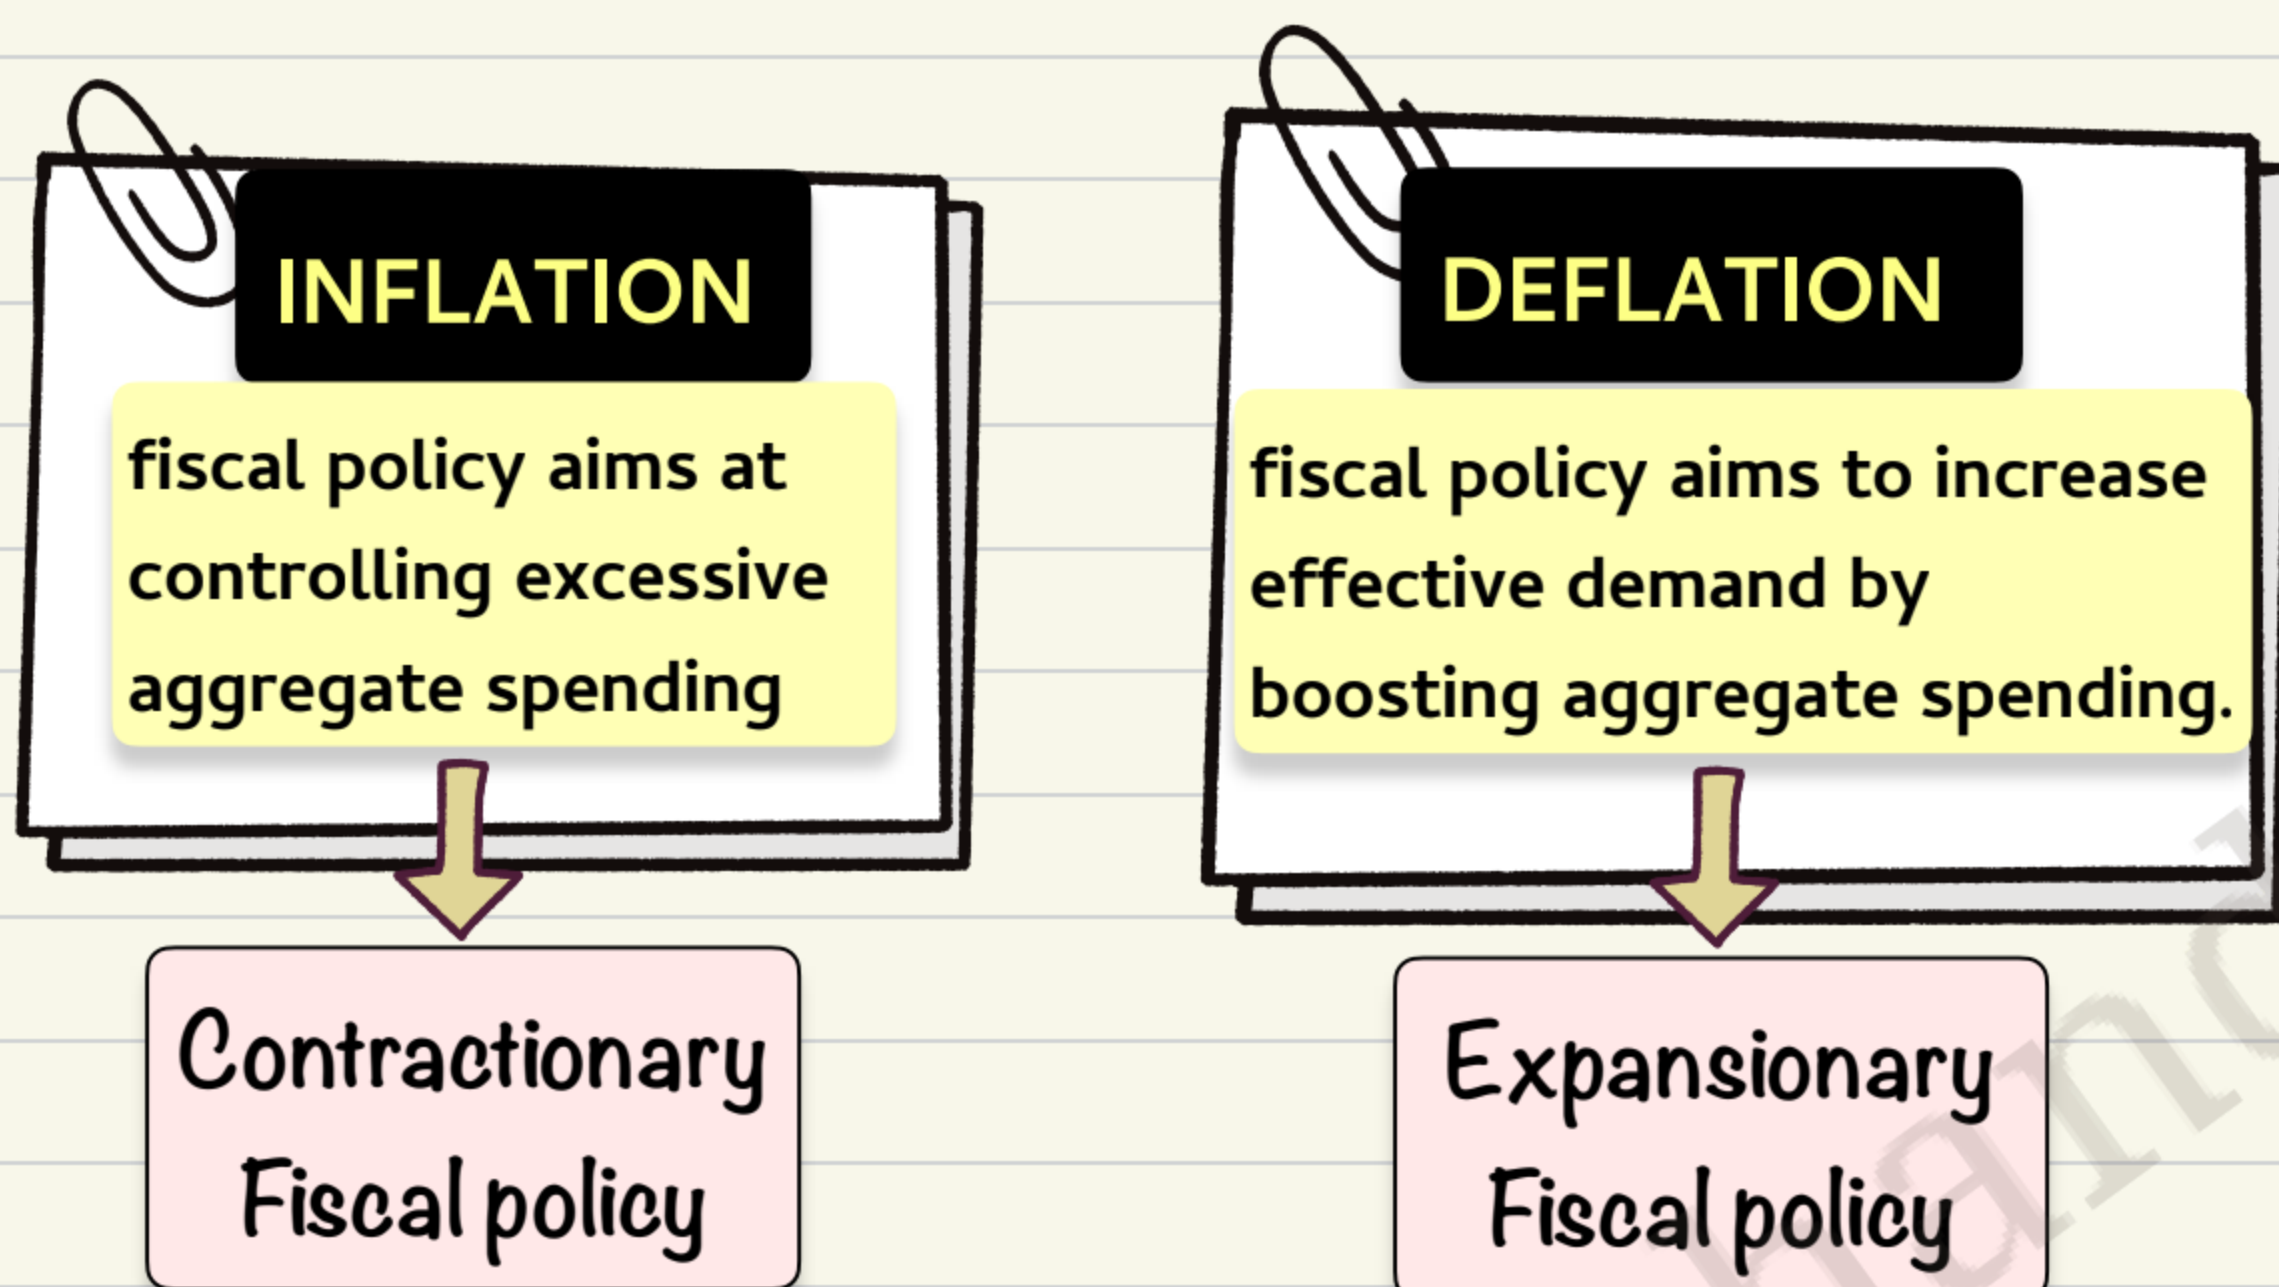 INFLATION
fiscal policy aims at
controlling excessive
aggregate spending
Contractionary
Fiscal policy
DEFLATION
fiscal policy aims to increase
effective demand by
boosting aggregate spending.
Expansionary
Fiscal policy